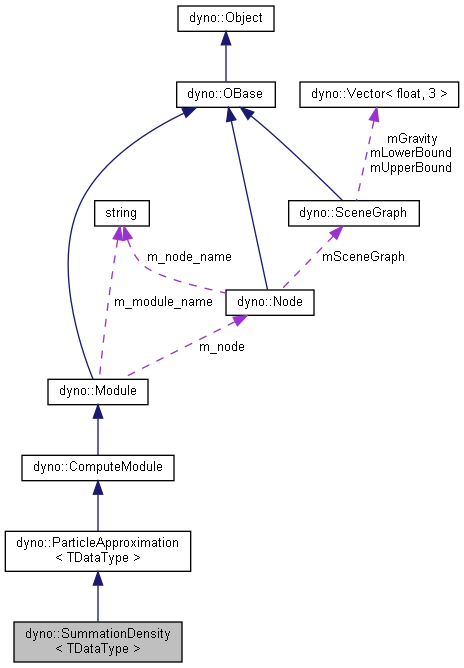 dyno::Object
dyno::OBase
dyno::Vector< float, 3 >
mGravity
mLowerBound
mUpperBound
string
dyno::SceneGraph
m_node_name
mSceneGraph
m_module_name
dyno::Node
m_node
dyno::Module
dyno::ComputeModule
dyno::ParticleApproximation
< TDataType >
dyno::SummationDensity
< TDataType >